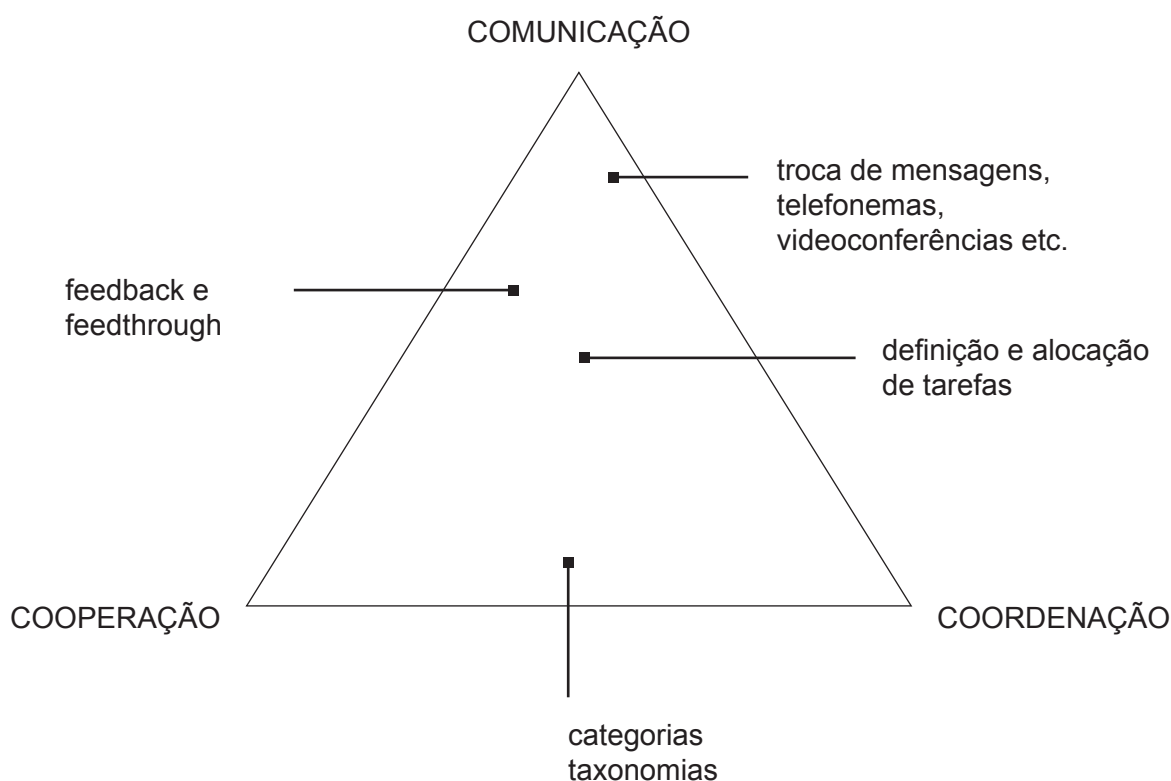 COMUNICAÇÃO
troca de mensagens,
telefonemas,
videoconferências etc.
feedback e
feedthrough
definição e alocação
de tarefas
COOPERAÇÃO
COORDENAÇÃO
categorias
taxonomias